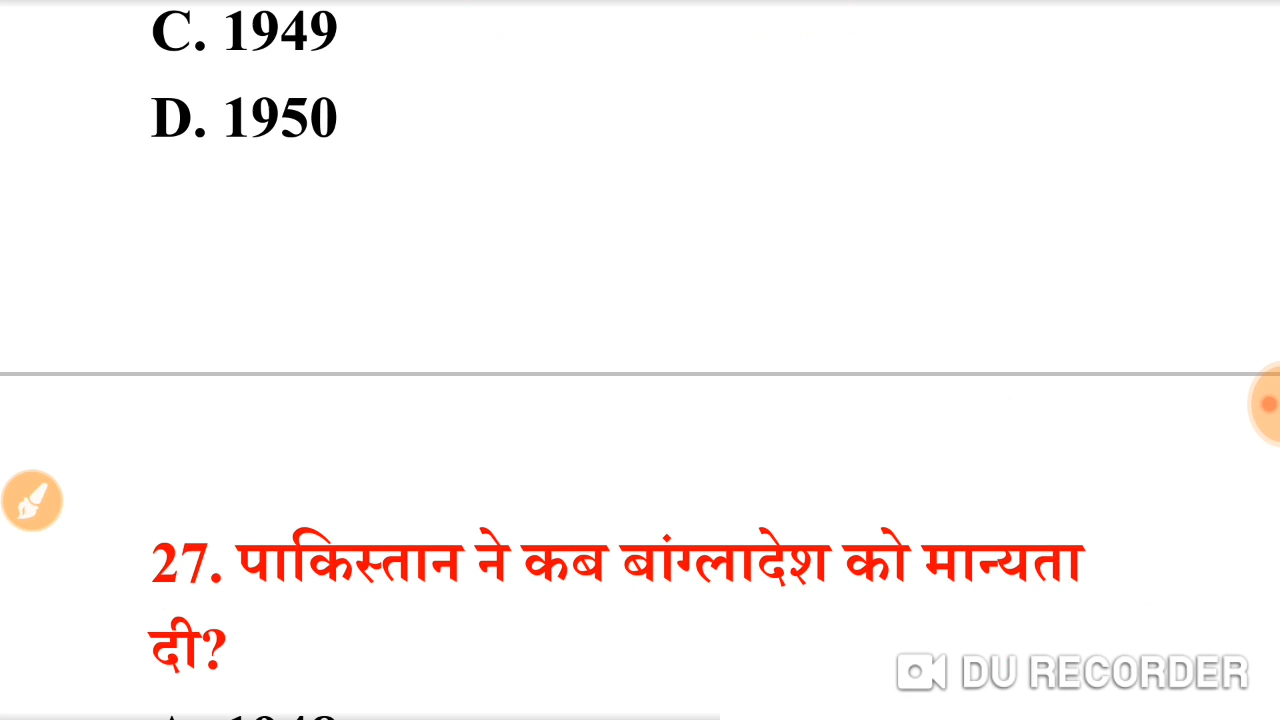 C. 1949
D. 1950
27. पाकिस्तान ने कब बांग्लादेश को मान्यता
दी?
DU RECORDER